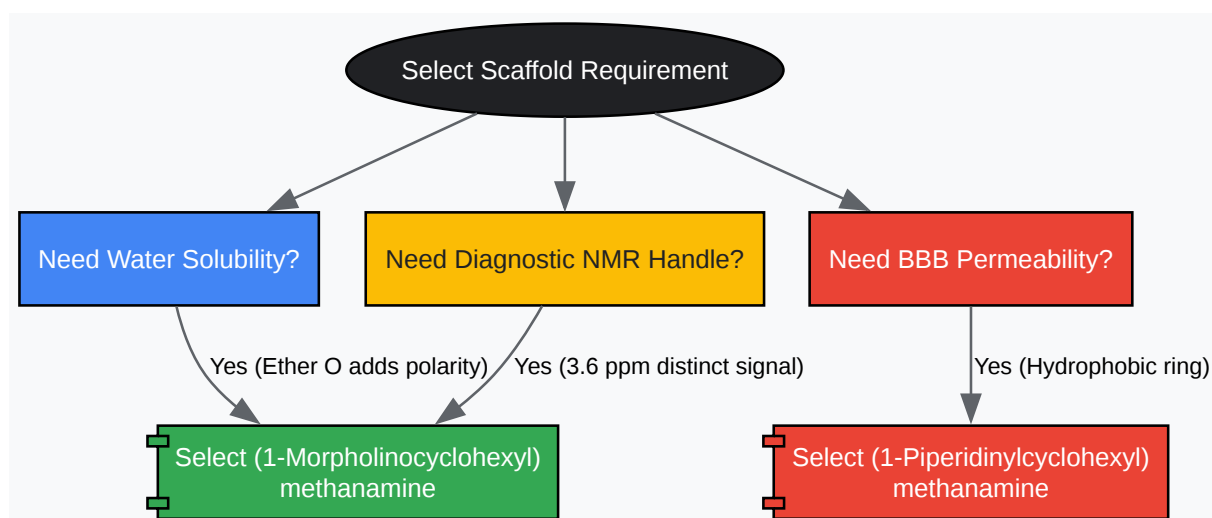 Select Scaffold Requirement
Need Water Solubility?
Need Diagnostic NMR Handle?
Need BBB Permeability?
Yes (Ether O adds polarity)
Yes (3.6 ppm distinct signal)
Yes (Hydrophobic ring)
Select (1-Morpholinocyclohexyl)
methanamine
Select (1-Piperidinylcyclohexyl)
methanamine